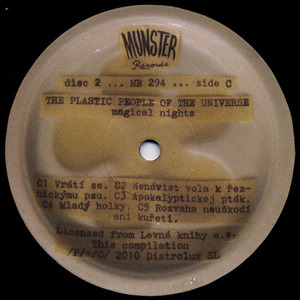 MUNSTER
Records
disc 2 ... MR 294 ... side C
THE PLASTIC PEOPLE OF THE UNIVERSE
magical nights
C1 Vrátí se. C2 Nenávist vola k řez-
nickýmu psu. C3 Apokalyptickej pták.
C4 Mladý holky. C5 Rozvaha neuškodí
ani kuřeti.
Licensed from Levné knihy a.s.
This compilation
/P/+/C/ 2010 Distrolux SL